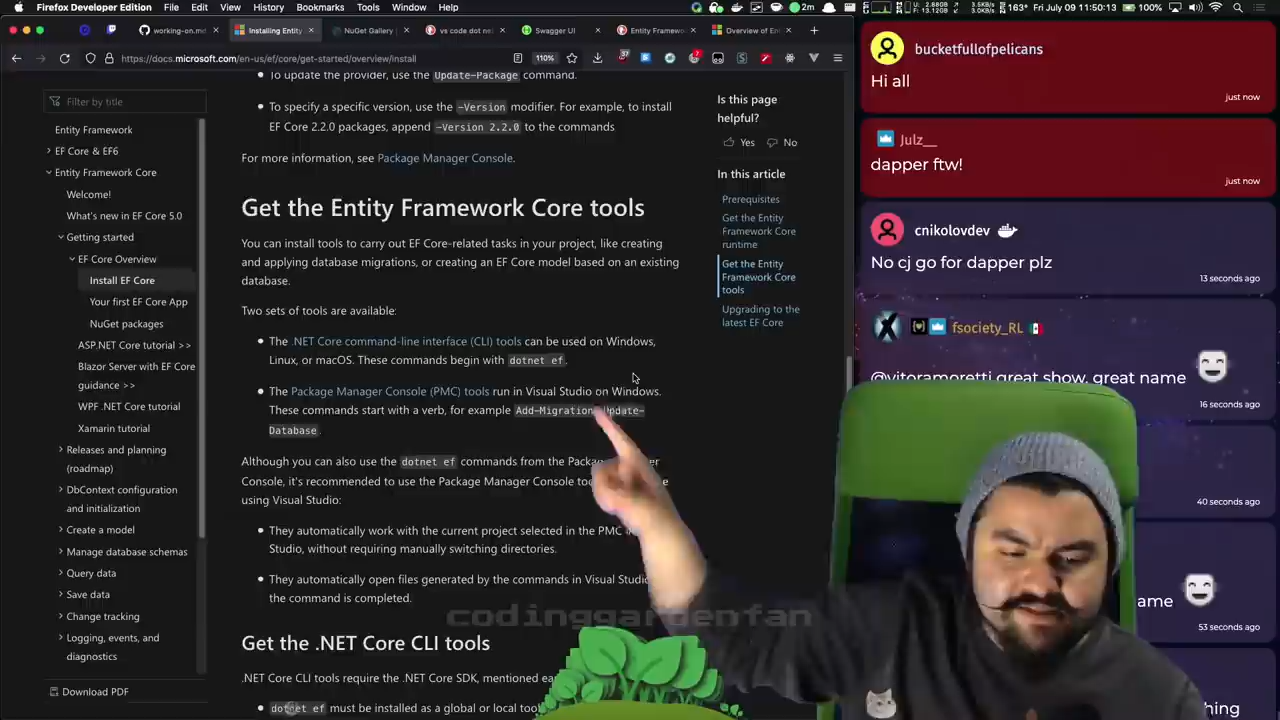 Firefox Developer Edition File Edit View History Bookmarks Tools Window Help
2m 163° 100% Fri July 09 11:50:13
working-on.md Installing Entity NuGet Gallery vs code dot ne Swagger UI Entity Framewo Overview of En
https://docs.microsoft.com/en-us/ef/core/get-started/overview/install 110%
Filter by title
Entity Framework
EF Core & EF6
Entity Framework Core
Welcome!
What's new in EF Core 5.0
Getting started
EF Core Overview
Install EF Core
Your first EF Core App
NuGet packages
ASP.NET Core tutorial >>
Blazor Server with EF Core
guidance >>
WPF .NET Core tutorial
Xamarin tutorial
Releases and planning
(roadmap)
DbContext configuration
and initialization
Create a model
Manage database schemas
Query data
Save data
Change tracking
Logging, events, and
diagnostics
Download PDF
To update the provider, use the Update-Package command.
To specify a specific version, use the -Version modifier. For example, to install
EF Core 2.2.0 packages, append -Version 2.2.0 to the commands
For more information, see Package Manager Console.
Get the Entity Framework Core tools
You can install tools to carry out EF Core-related tasks in your project, like creating
and applying database migrations, or creating an EF Core model based on an existing
database.
Two sets of tools are available:
The .NET Core command-line interface (CLI) tools can be used on Windows,
Linux, or macOS. These commands begin with dotnet ef.
The Package Manager Console (PMC) tools run in Visual Studio on Windows.
These commands start with a verb, for example Add-Migration Update-
Database.
Although you can also use the dotnet ef commands from the Package
Console, it's recommended to use the Package Manager Console
using Visual Studio:
They automatically work with the current project selected in the PMC
Studio, without requiring manually switching directories.
They automatically open files generated by the commands in Visual Studio
the command is completed.
codinggardenfan
Get the .NET Core CLI tools
.NET Core CLI tools require the .NET Core SDK, mentioned
dotnet ef must be installed as a global or local
Is this page
helpful?
Yes No
In this article
Prerequisites
Get the Entity
Framework Core
runtime
Get the Entity
Framework Core
tools
Upgrading to the
latest EF Core
bucketfullofpelicans
Hi all
just now
Julz__
dapper ftw!
just now
cnikolovdev
No cj go for dapper plz
13 seconds ago
fsociety_RL
@vitoramoretti great show, great name
16 seconds ago
40 seconds ago
53 seconds ago